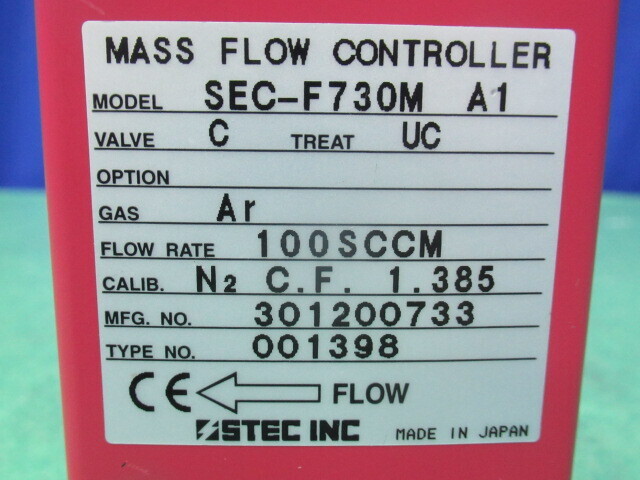 MASS FLOW CONTROLLER
MODEL SEC-F730M A1
VALVE C TREAT UC
OPTION
GAS Ar
FLOW RATE 100SCCM
CALIB. N2 C.F. 1.385
MFG. NO. 301200733
TYPE NO. 001398
CE FLOW
STEC INC MADE IN JAPAN